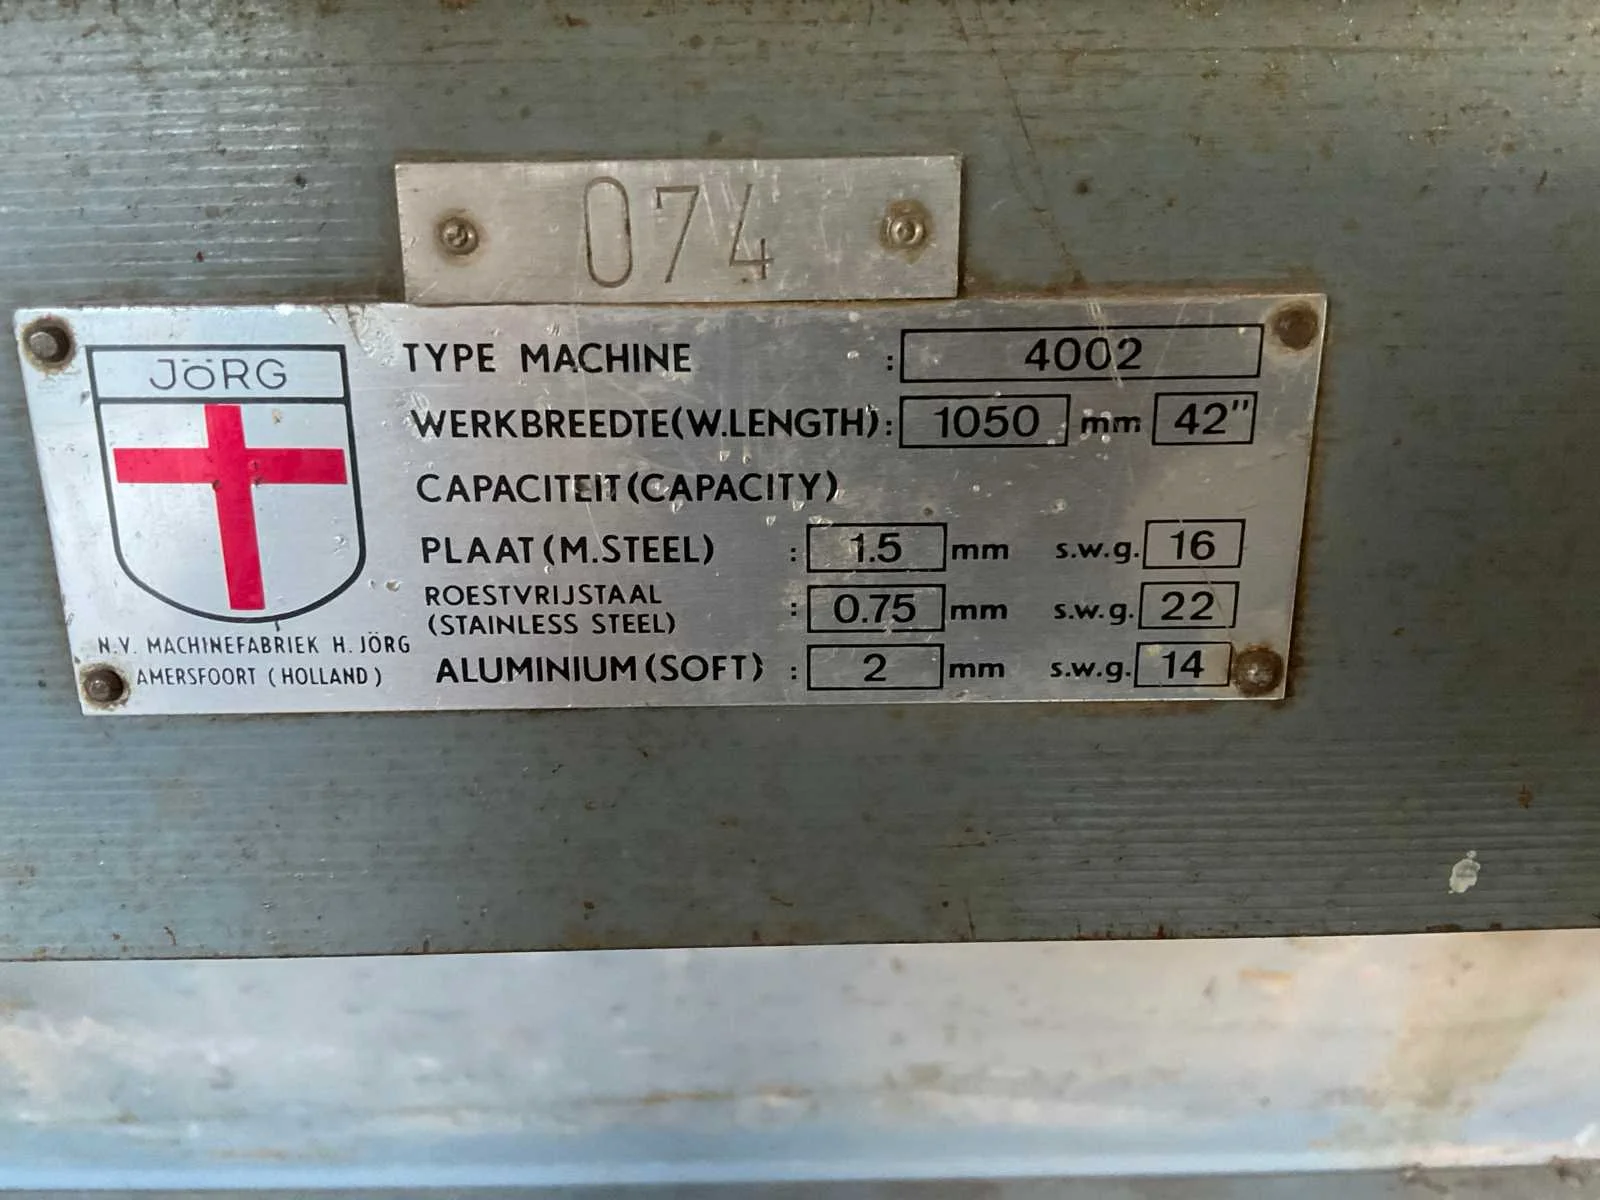 074
JÖRG
TYPE MACHINE : 4002
WERKBREEDTE(W.LENGTH): 1050 mm 42"
CAPACITEIT(CAPACITY)
PLAAT(M.STEEL) : 1.5 mm s.w.g. 16
ROESTVRIJSTAAL
(STAINLESS STEEL) : 0.75 mm s.w.g. 22
ALUMINIUM(SOFT) : 2 mm s.w.g. 14
N.V. MACHINEFABRIEK H. JÖRG
AMERSFOORT (HOLLAND)